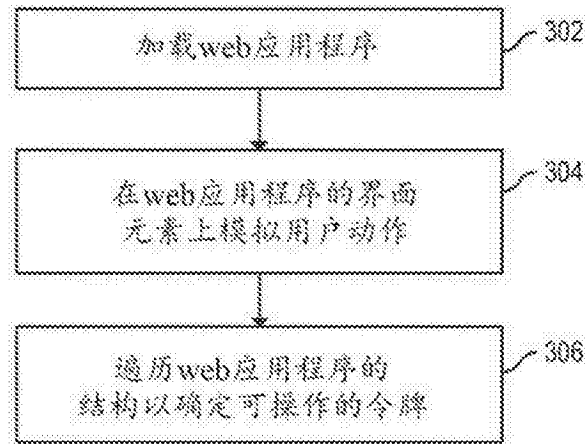 加载web应用程序
302
在web应用程序的界面
元素上模拟用户动作
304
遍历web应用程序的
结构以确定可操作的令牌
306